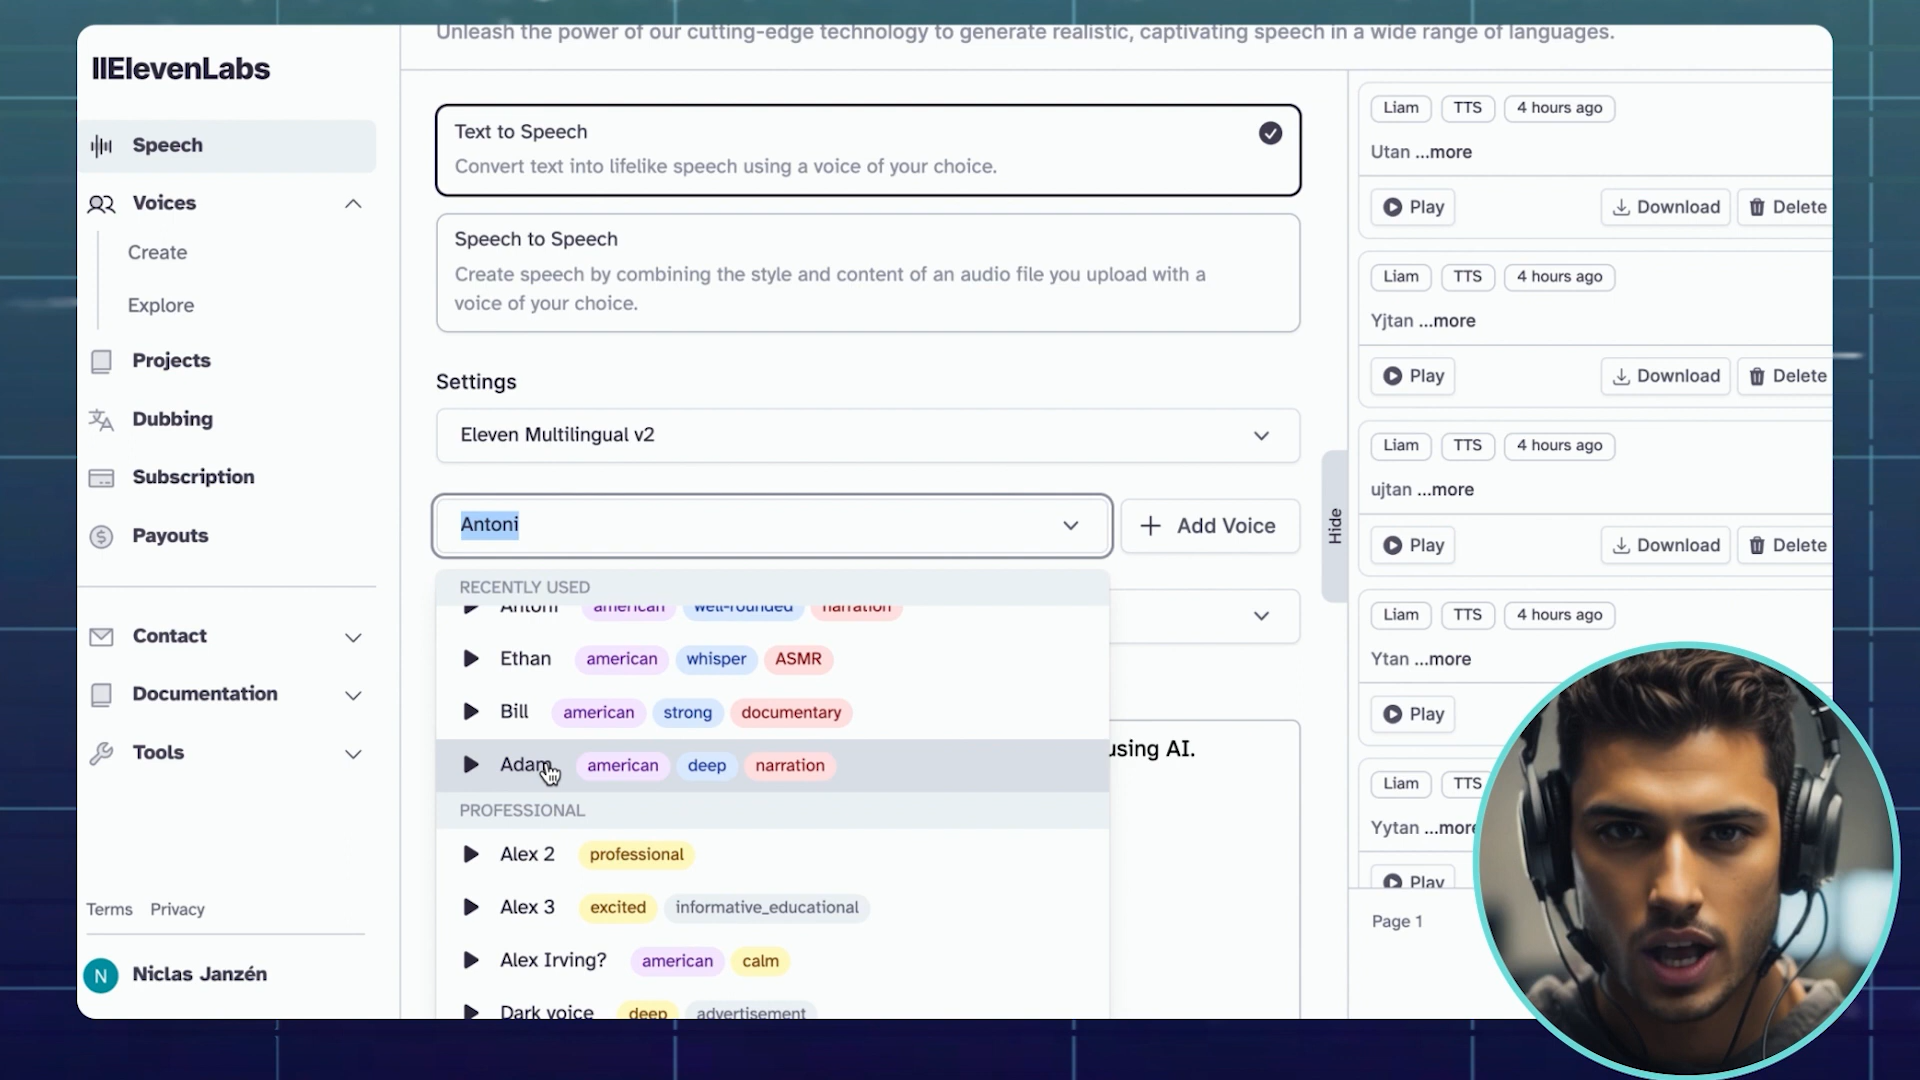 Unleash the power of our cutting-edge technology to generate realistic, captivating speech in a wide range of languages.
IIElevenLabs
Speech
Voices
Create
Explore
Projects
Dubbing
Subscription
Payouts
Contact
Documentation
Tools
Terms Privacy
N Niclas Janzén
Text to Speech
Convert text into lifelike speech using a voice of your choice.
Speech to Speech
Create speech by combining the style and content of an audio file you upload with a
voice of your choice.
Settings
Eleven Multilingual v2
Antoni
Add Voice
RECENTLY USED
Antoni american well-rounded narration
Ethan american whisper ASMR
Bill american strong documentary
Adam american deep narration
PROFESSIONAL
Alex 2 professional
Alex 3 excited informative_educational
Alex Irving? american calm
Dark voice deep advertisement
using AI.
Hide
Liam TTS 4 hours ago
Utan ...more
Play Download Delete
Liam TTS 4 hours ago
Yjtan ...more
Play Download Delete
Liam TTS 4 hours ago
ujtan ...more
Play Download Delete
Liam TTS 4 hours ago
Ytan ...more
Play
Liam TTS
Yytan ...more
Play
Page 1